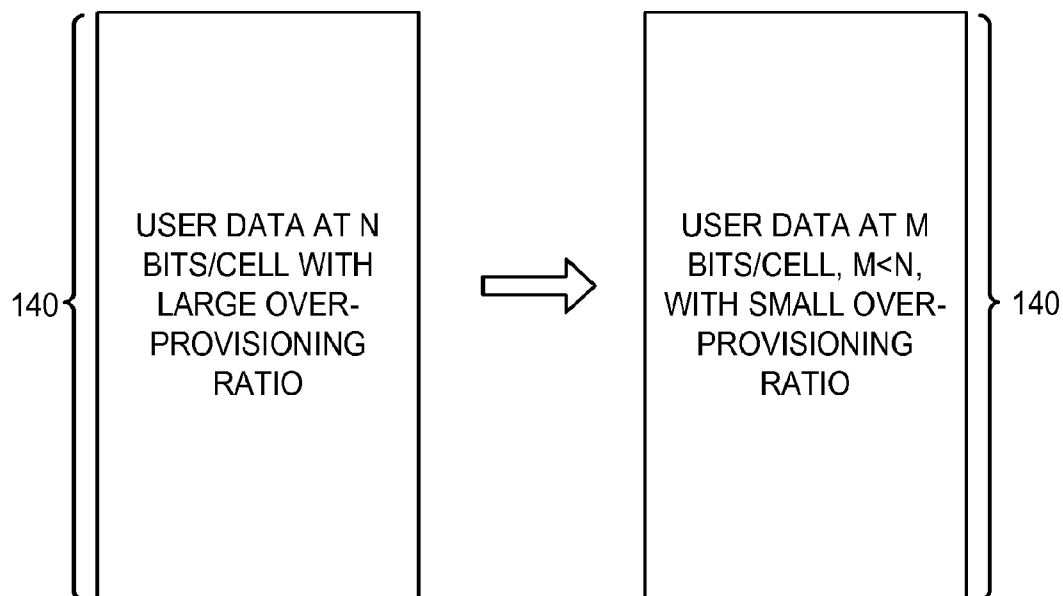 140
USER DATA AT N
BITS/CELL WITH
LARGE OVER-
PROVISIONING
RATIO
USER DATA AT M
BITS/CELL, M<N,
WITH SMALL OVER-
PROVISIONING
RATIO
140